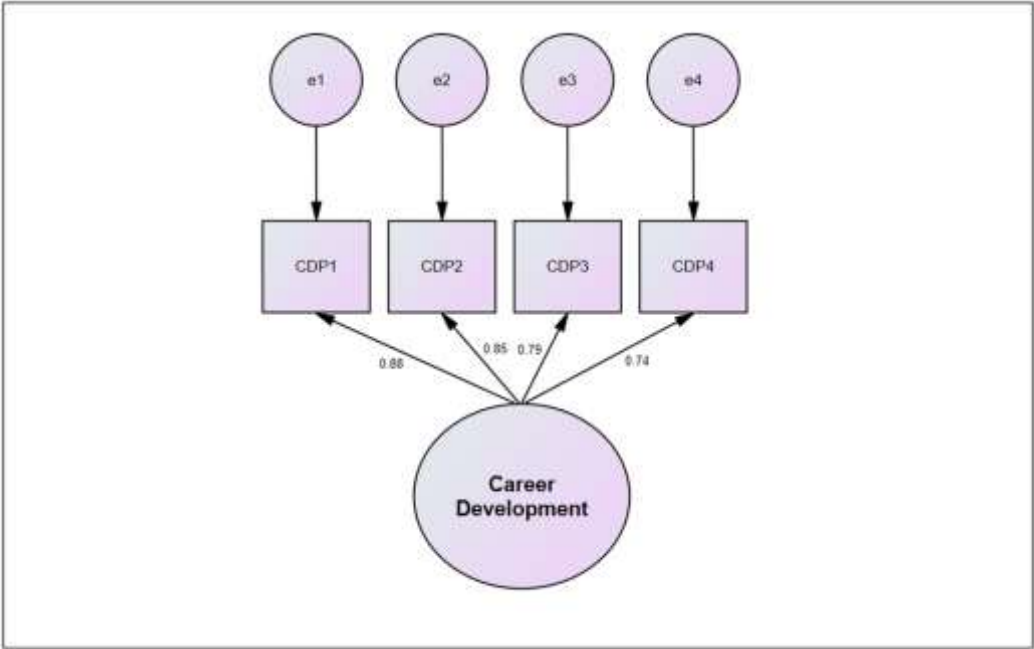 e1 e2 e3 e4
CDP1 CDP2 CDP3 CDP4
0.88 0.85 0.79 0.74
Career
Development